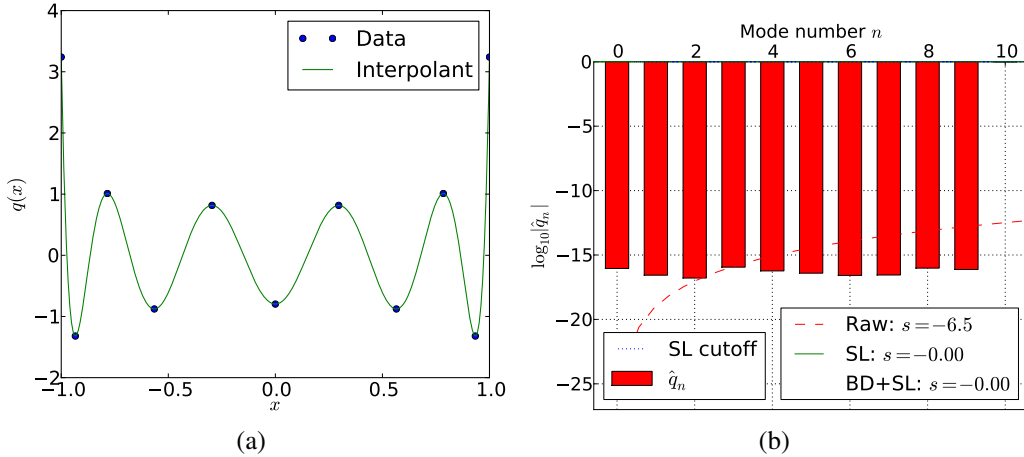 4
3
2
1
0
−1
−2
−1.0
−0.5
0.0
0.5
1.0
q(x)
x
Data
Interpolant
(a)
Mode number n
0 2 4 6 8 10
0
−5
−10
−15
−20
−25
log₁₀|q̂ₙ|
SL cutoff
q̂ₙ
Raw: s=−6.5
SL: s=−0.00
BD+SL: s=−0.00
(b)